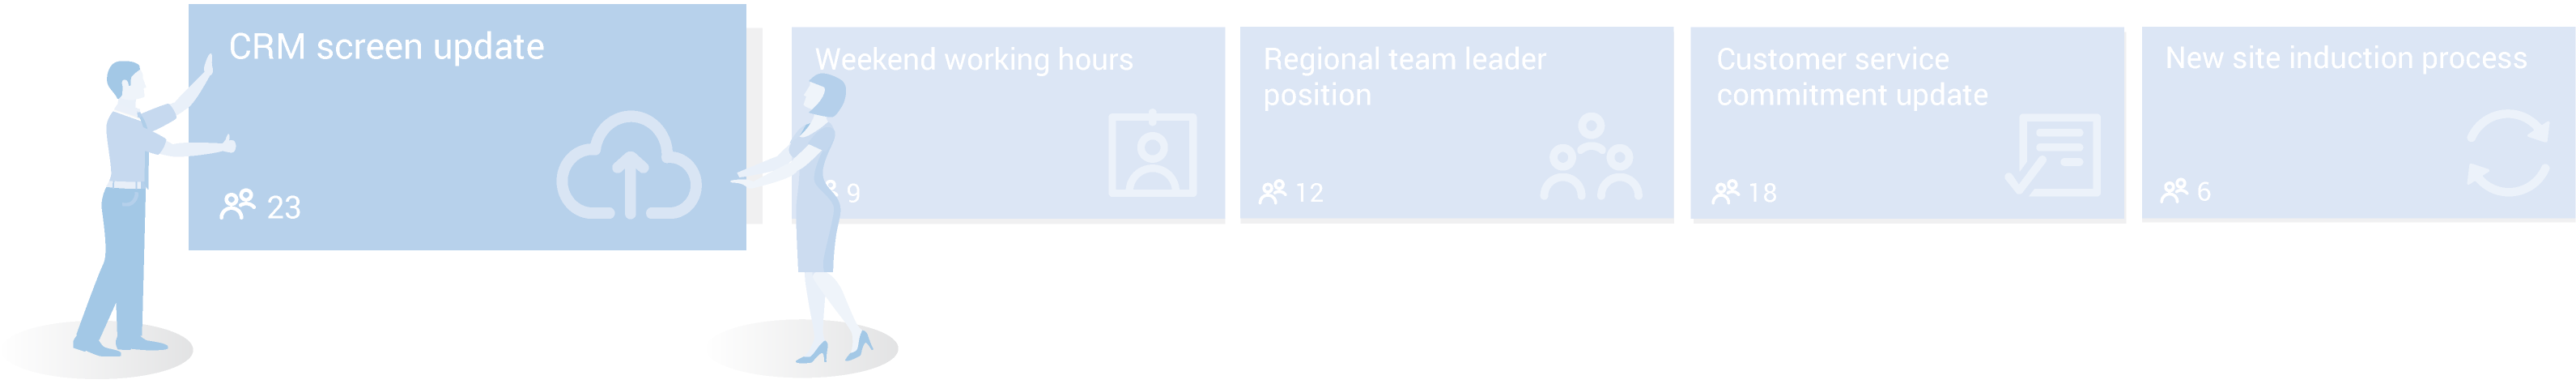 CRM screen update
23
Weekend working hours
9
Regional team leader
position
12
Customer service
commitment update
18
New site induction process
6